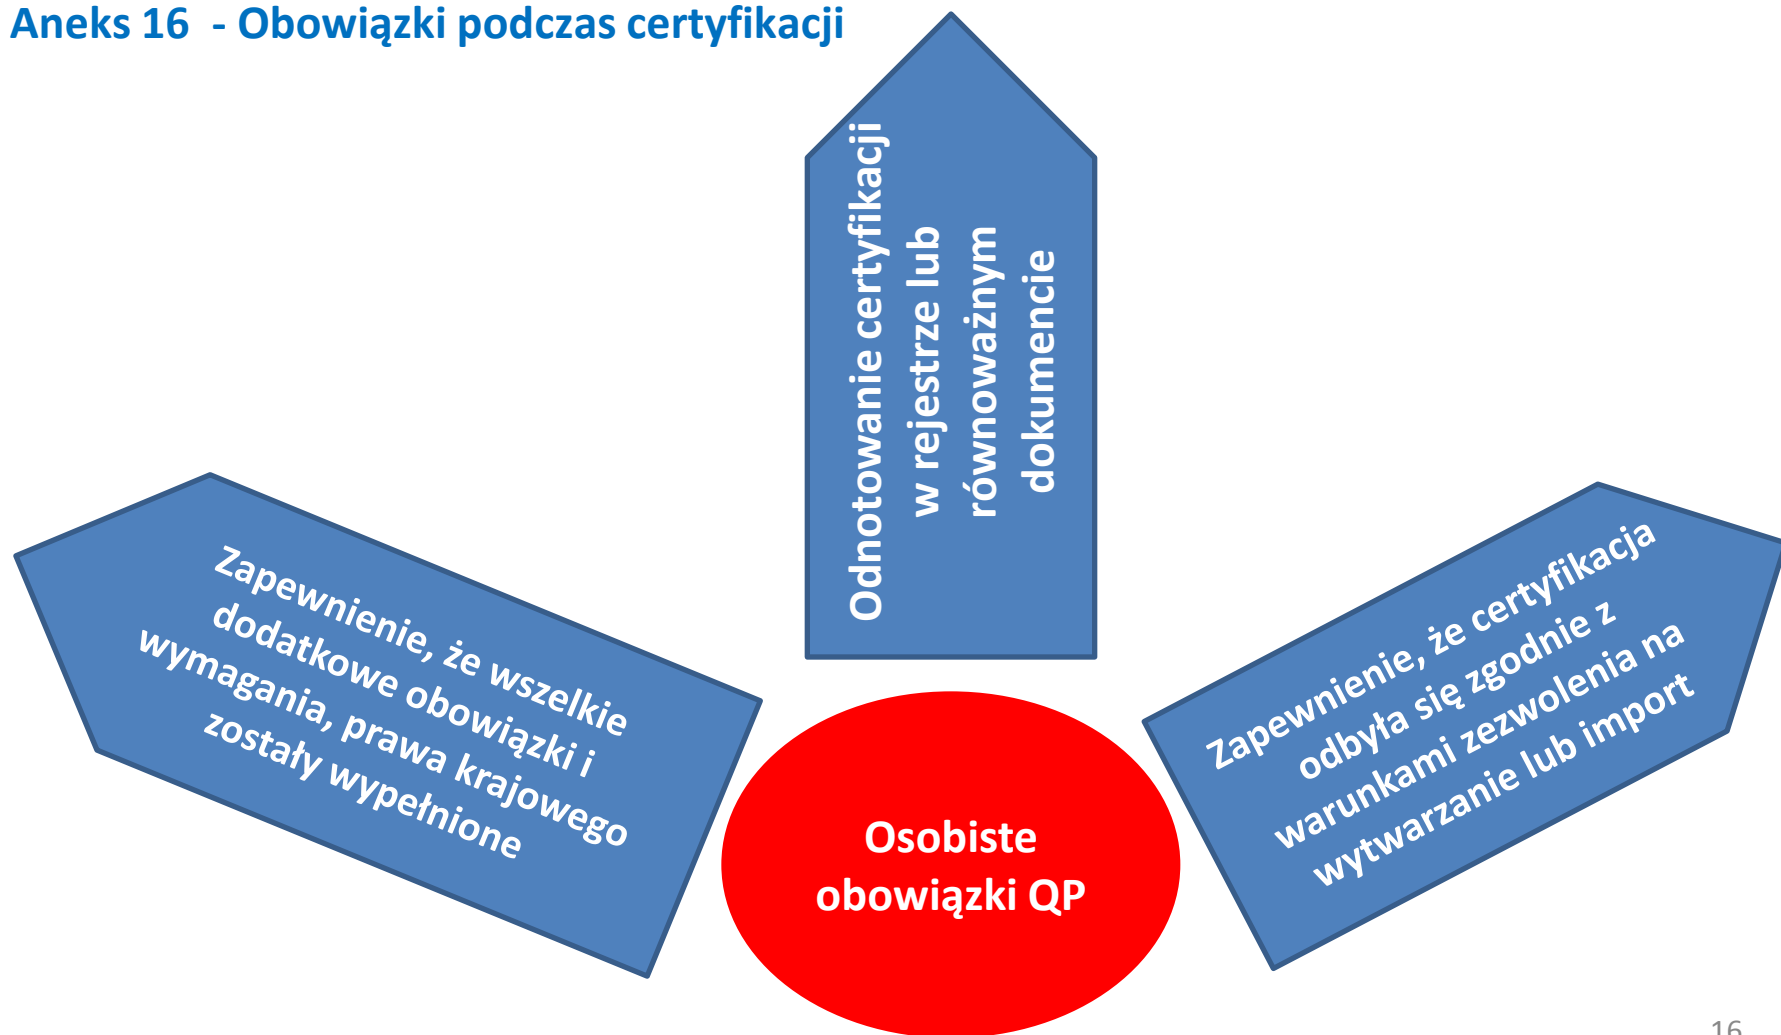 Aneks 16 - Obowiązki podczas certyfikacji
Odnotowanie certyfikacji
w rejestrze lub
równoważnym
dokumencie
Zapewnienie, że wszelkie
dodatkowe obowiązki i
wymagania, prawa krajowego
zostały wypełnione
Zapewnienie, że certyfikacja
odbyła się zgodnie z
warunkami zezwolenia na
wytwarzanie lub import
Osobiste
obowiązki QP
16